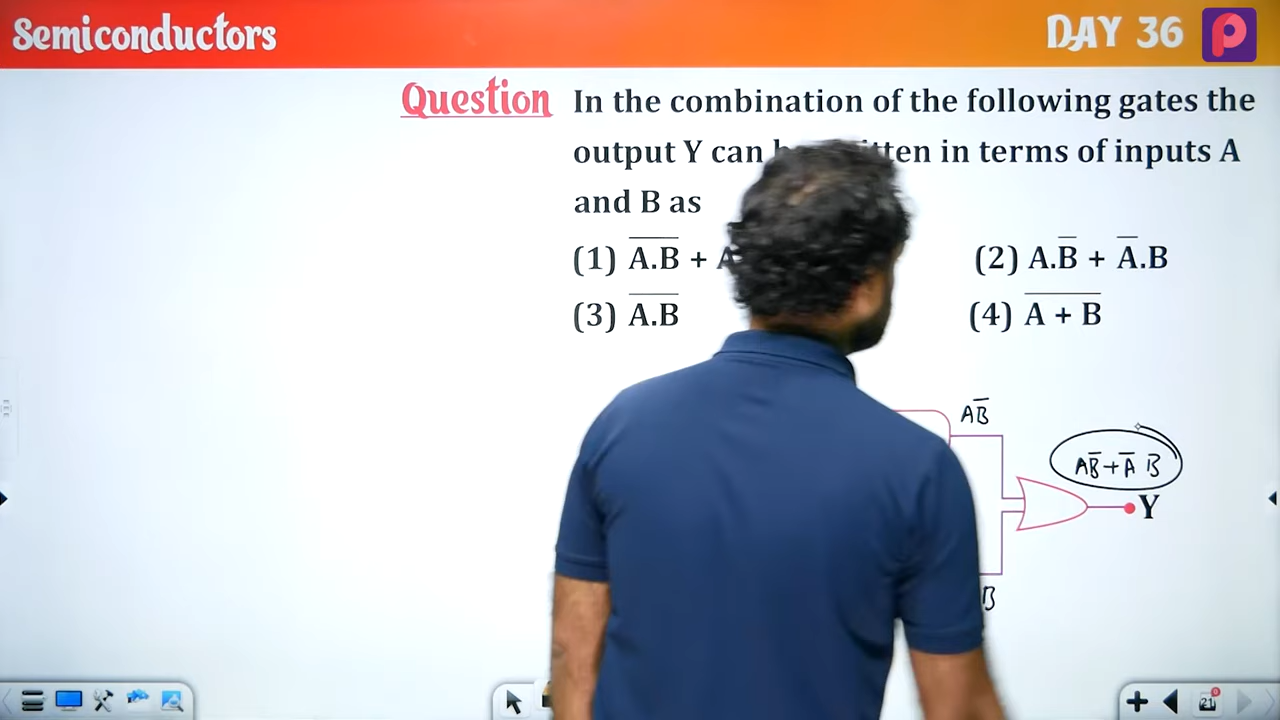 Semiconductors
DAY 36
Question In the combination of the following gates the
output Y can in terms of inputs A
and B as
(1) A̅.̅B̅ +
(2) A.B̅ + A̅.B
(3) A̅.̅B̅
(4) A̅ ̅+̅ ̅B̅
AB̅
AB̅+A̅ B
Y
B
21